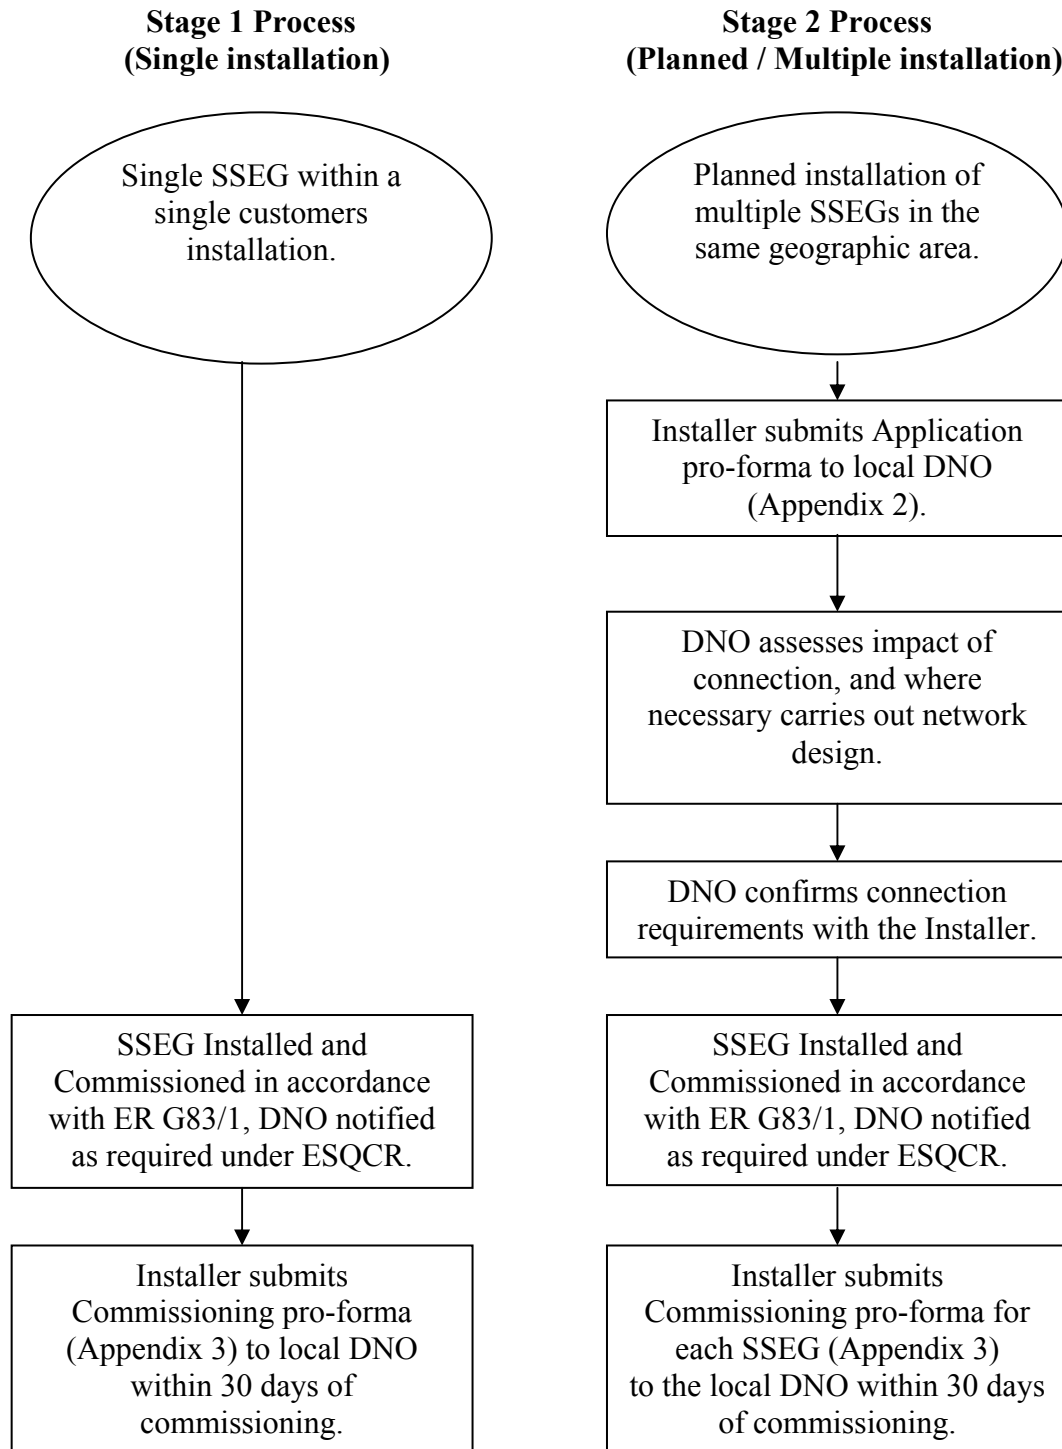 Stage 1 Process
(Single installation)
Single SSEG within a
single customers
installation.
SSEG Installed and
Commissioned in accordance
with ER G83/1, DNO notified
as required under ESQCR.
Installer submits
Commissioning pro-forma
(Appendix 3) to local DNO
within 30 days of
commissioning.
Stage 2 Process
(Planned / Multiple installation)
Planned installation of
multiple SSEGs in the
same geographic area.
Installer submits Application
pro-forma to local DNO
(Appendix 2).
DNO assesses impact of
connection, and where
necessary carries out network
design.
DNO confirms connection
requirements with the Installer.
SSEG Installed and
Commissioned in accordance
with ER G83/1, DNO notified
as required under ESQCR.
Installer submits
Commissioning pro-forma for
each SSEG (Appendix 3)
to the local DNO within 30 days
of commissioning.